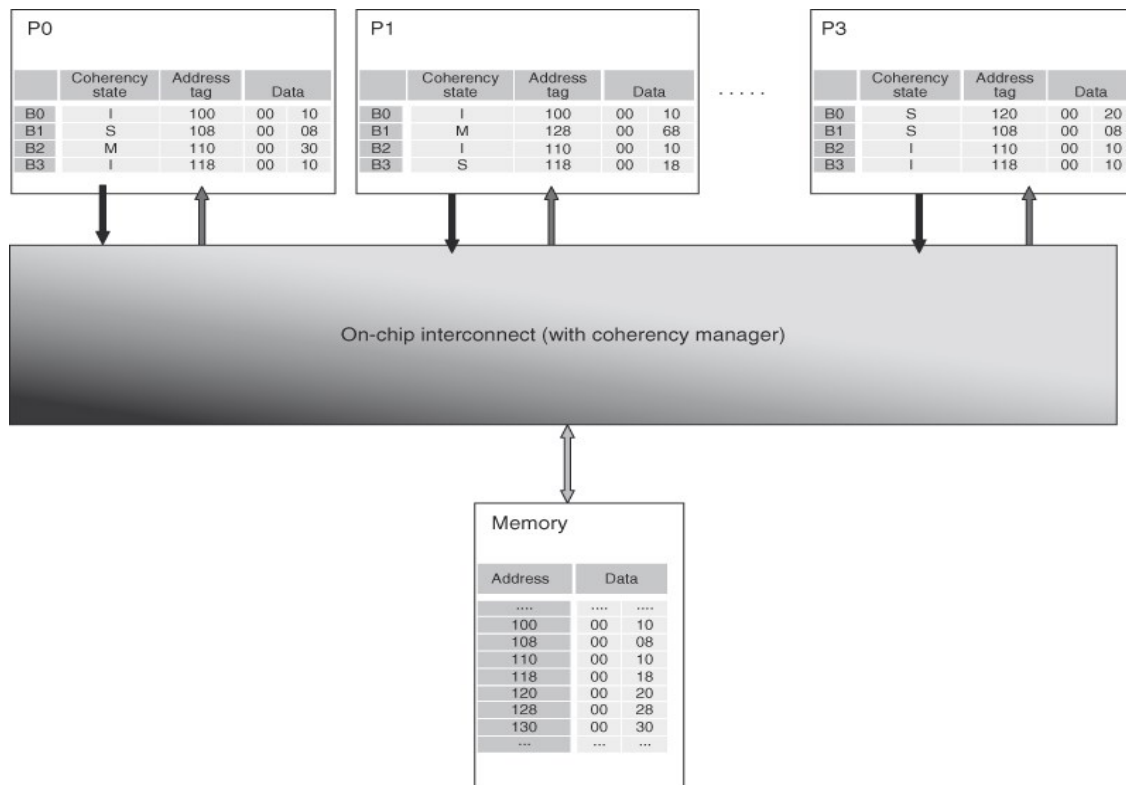 P0
Coherency state Address tag Data
B0 I 100 00 10
B1 S 108 00 08
B2 M 110 00 30
B3 I 118 00 10
P1
Coherency state Address tag Data
B0 I 100 00 10
B1 M 128 00 68
B2 I 110 00 10
B3 S 118 00 18
.....
P3
Coherency state Address tag Data
B0 S 120 00 20
B1 S 108 00 08
B2 I 110 00 10
B3 I 118 00 10
On-chip interconnect (with coherency manager)
Memory
Address Data
.... .... ....
100 00 10
108 00 08
110 00 10
118 00 18
120 00 20
128 00 28
130 00 30
... ... ...